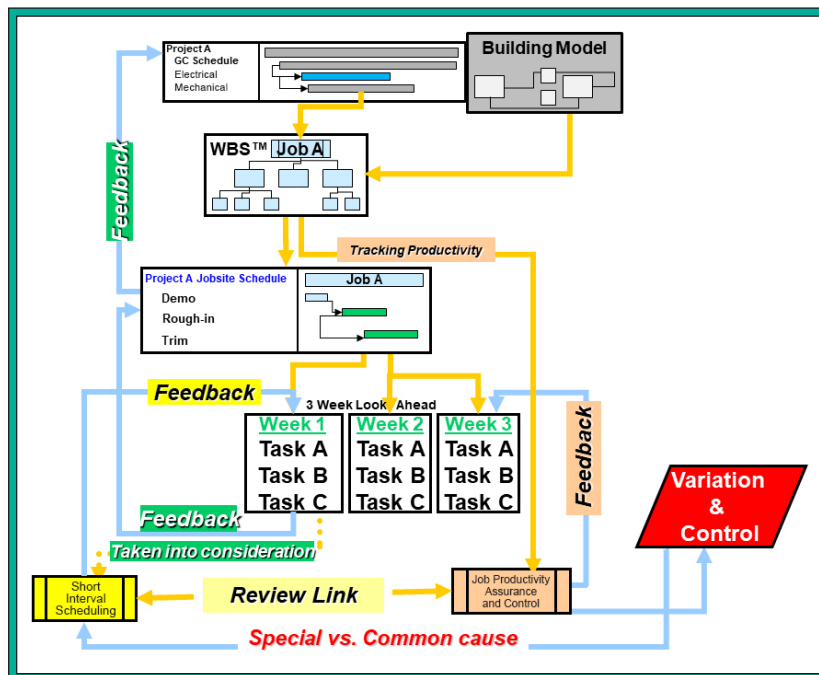 Project A
GC Schedule
Electrical
Mechanical
Building Model
WBS™ Job A
Feedback
Tracking Productivity
Project A Jobsite Schedule
Job A
Demo
Rough-in
Trim
Feedback
3 Week Look Ahead
Week 1
Task A
Task B
Task C
Week 2
Task A
Task B
Task C
Week 3
Task A
Task B
Task C
Feedback
Variation
&
Control
Feedback
Taken into consideration
Short
Interval
Scheduling
Review Link
Job Productivity
Assurance
and Control
Special vs. Common cause